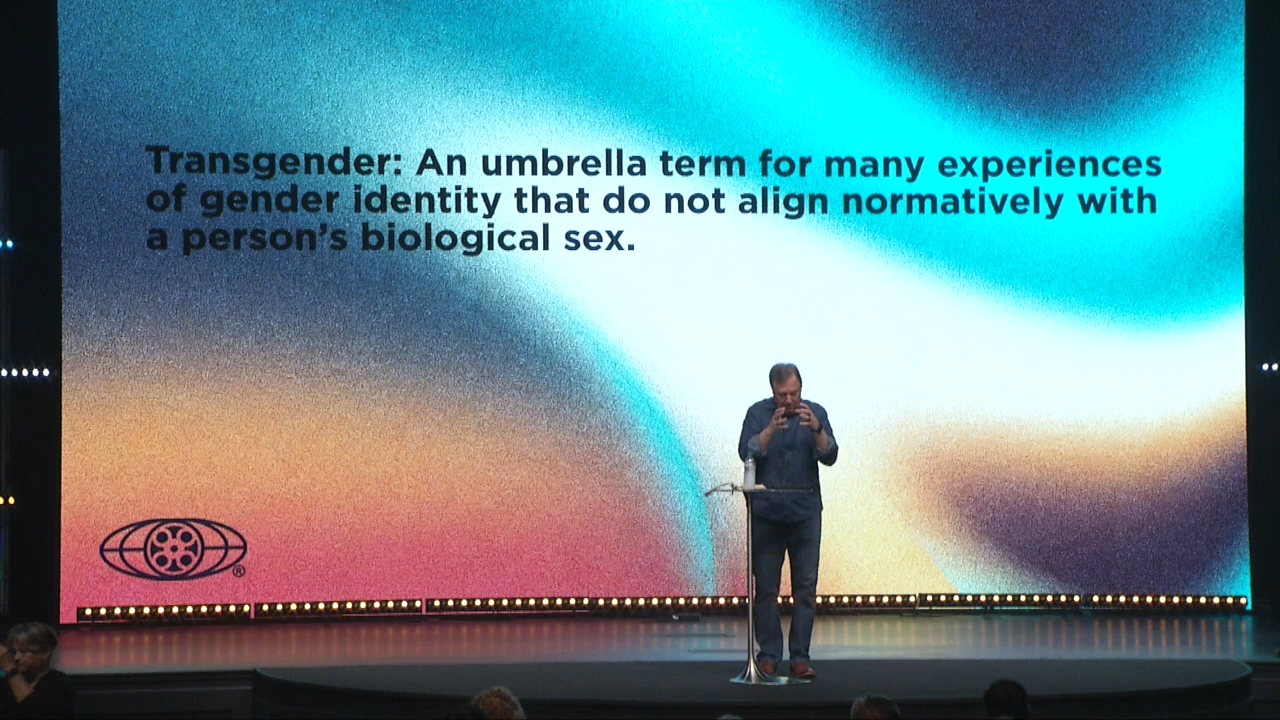 Transgender: An umbrella term for many experiences
of gender identity that do not align normatively with
a person’s biological sex.
®